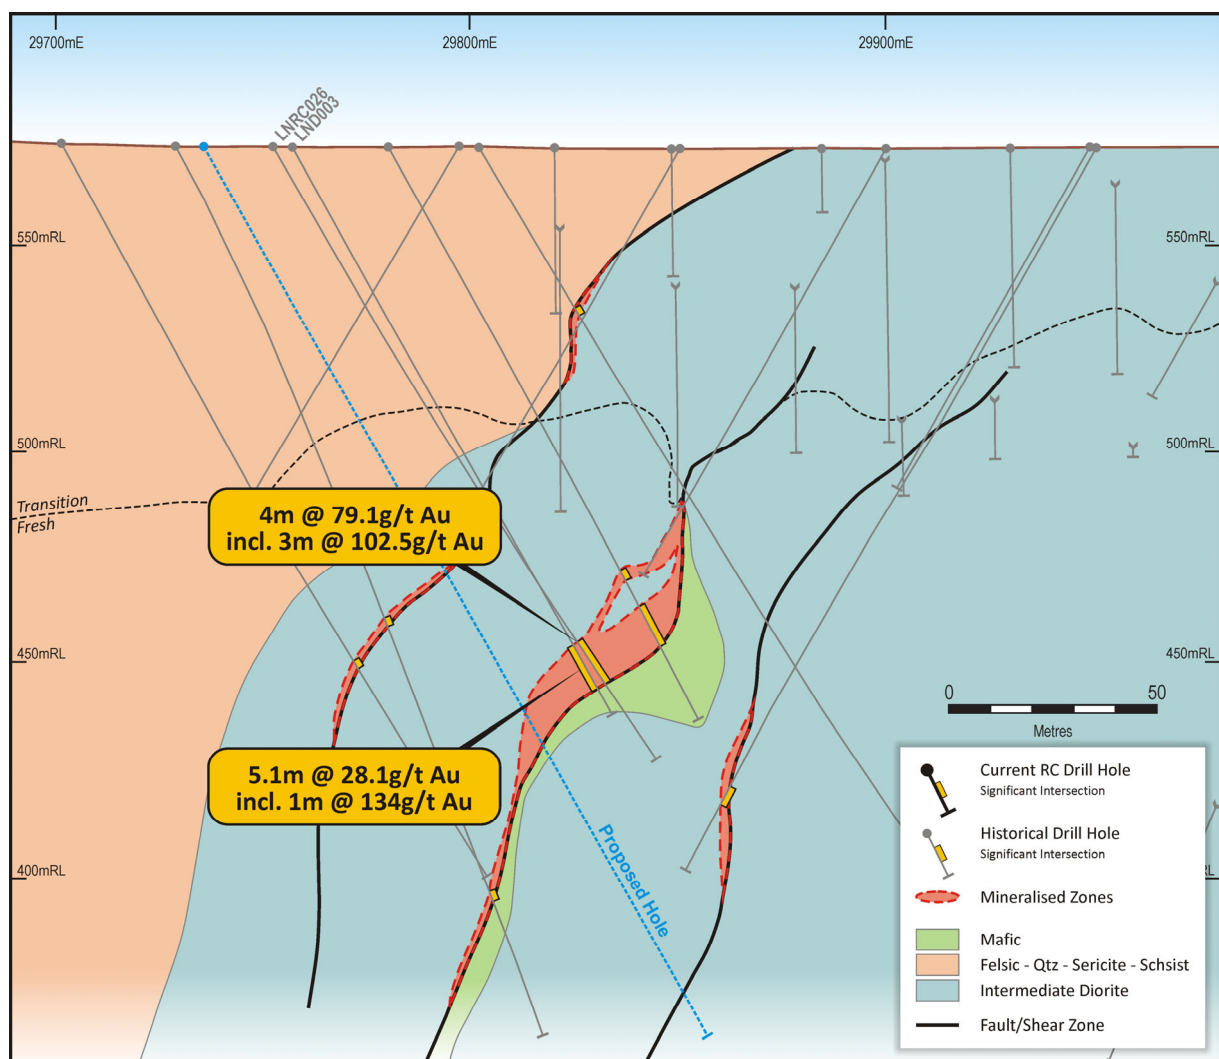 29700mE
29800mE
29900mE
LNRC026
LND003
550mRL
550mRL
500mRL
500mRL
Transition
Fresh
4m @ 79.1g/t Au
incl. 3m @ 102.5g/t Au
450mRL
450mRL
0
50
Metres
5.1m @ 28.1g/t Au
incl. 1m @ 134g/t Au
Proposed Hole
400mRL
RL
Current RC Drill Hole
Significant Intersection
Historical Drill Hole
Significant Intersection
Mineralised Zones
Mafic
Felsic - Qtz - Sericite - Schsist
Intermediate Diorite
Fault/Shear Zone